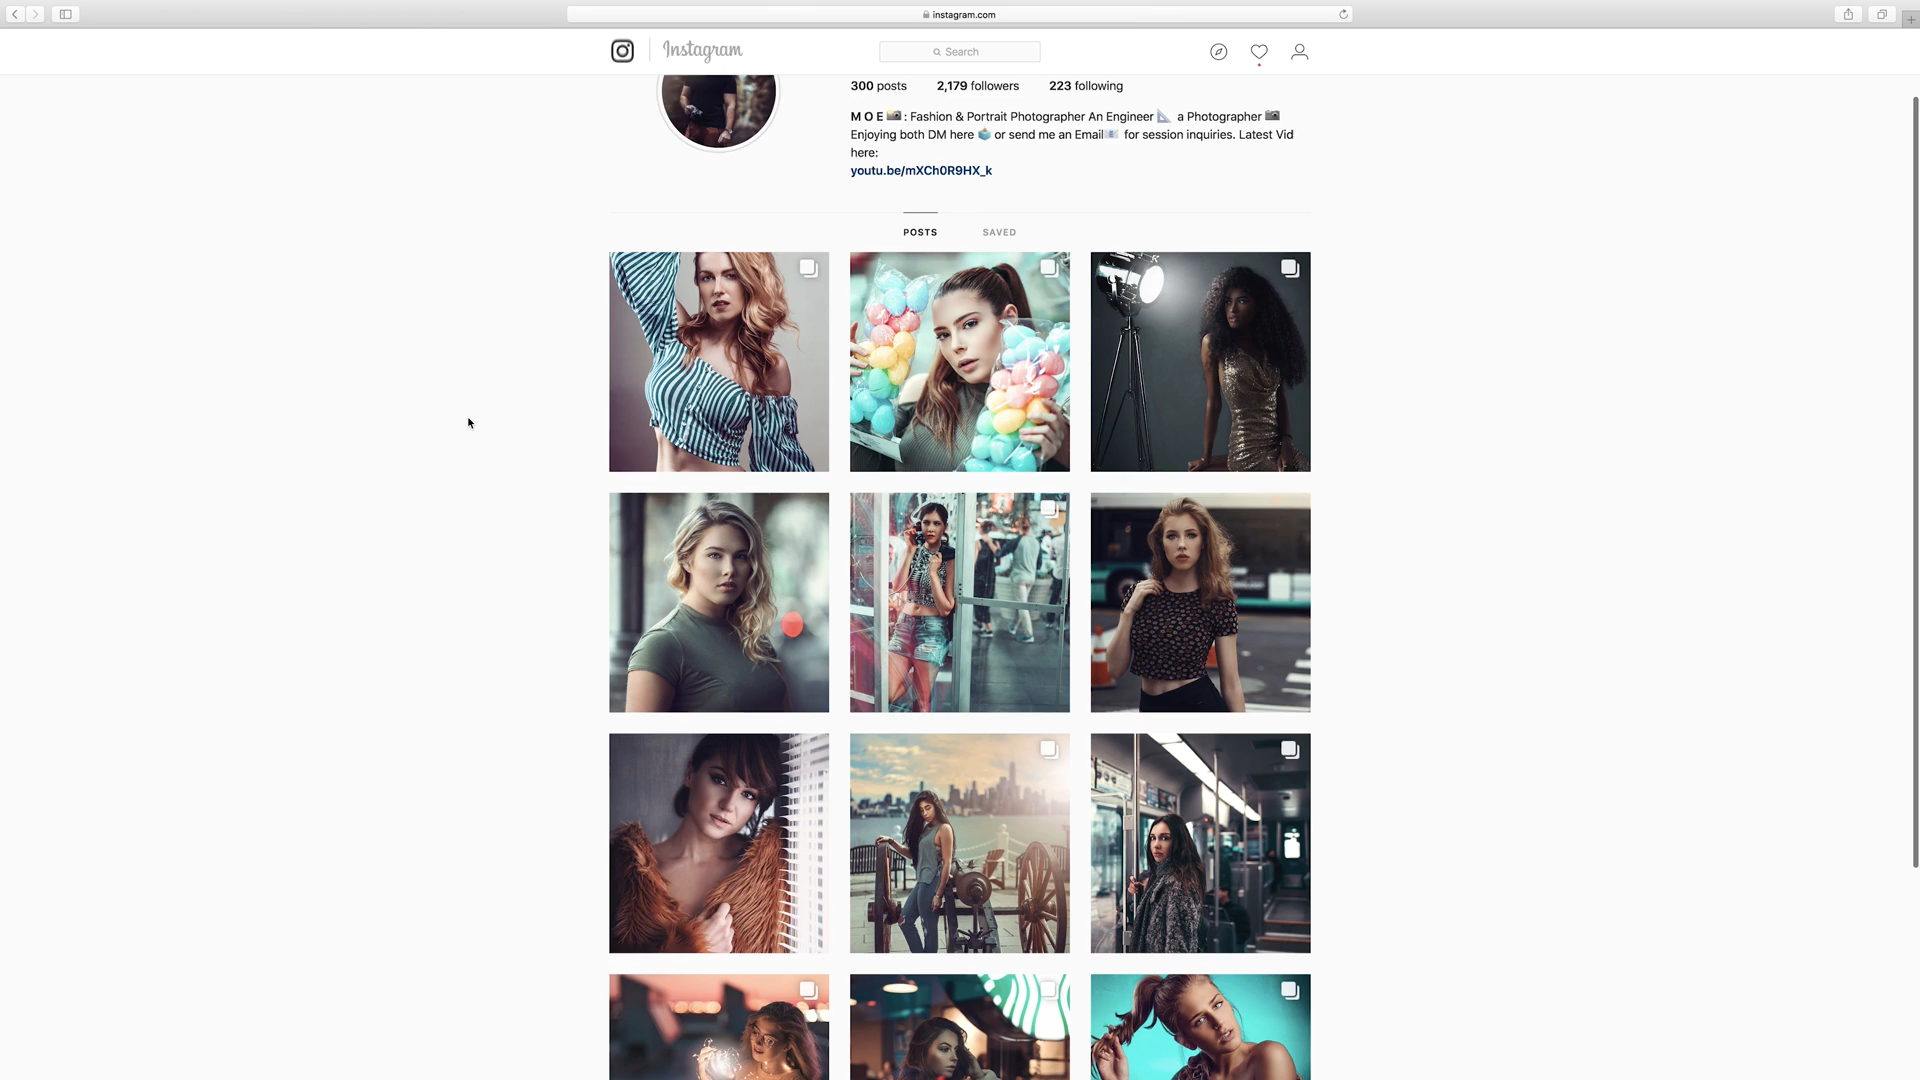 instagram.com
Instagram
Search
300 posts 2,179 followers 223 following
M O E 📸 : Fashion & Portrait Photographer An Engineer 📐 a Photographer 📷
Enjoying both DM here 🗳️ or send me an Email 📧 for session inquiries. Latest Vid
here:
youtu.be/mXCh0R9HX_k
POSTS SAVED